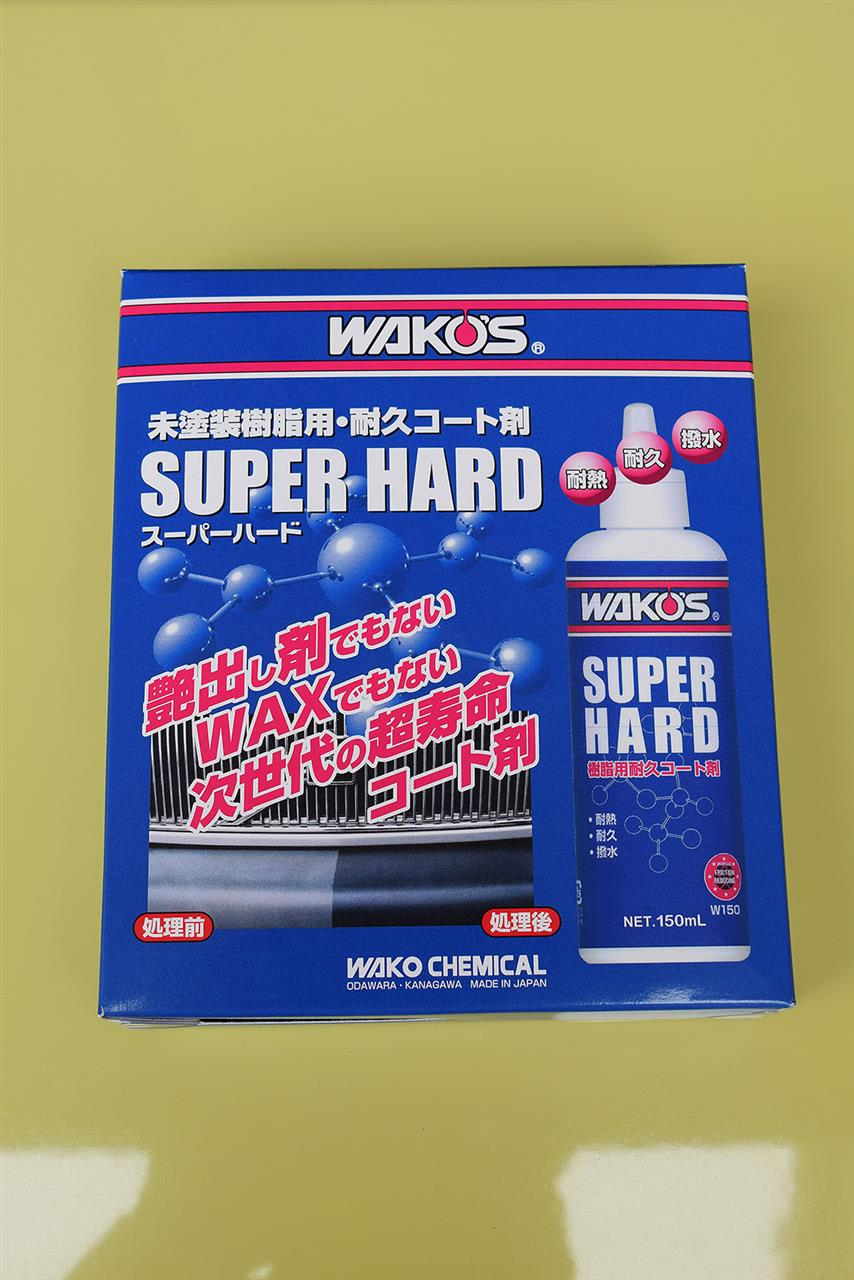 WAKO'S®
未塗装樹脂用・耐久コート剤
SUPER HARD
スーパーハード
耐熱
耐久
撥水
艶出し剤でもない
WAXでもない
次世代の超寿命
コート剤
処理前
処理後
WAKO CHEMICAL
ODAWARA・KANAGAWA MADE IN JAPAN
WAKO'S®
SUPER
HARD
樹脂用耐久コート剤
・耐熱
・耐久
・撥水
FRICTION
REDUCING
W150
NET.150mL